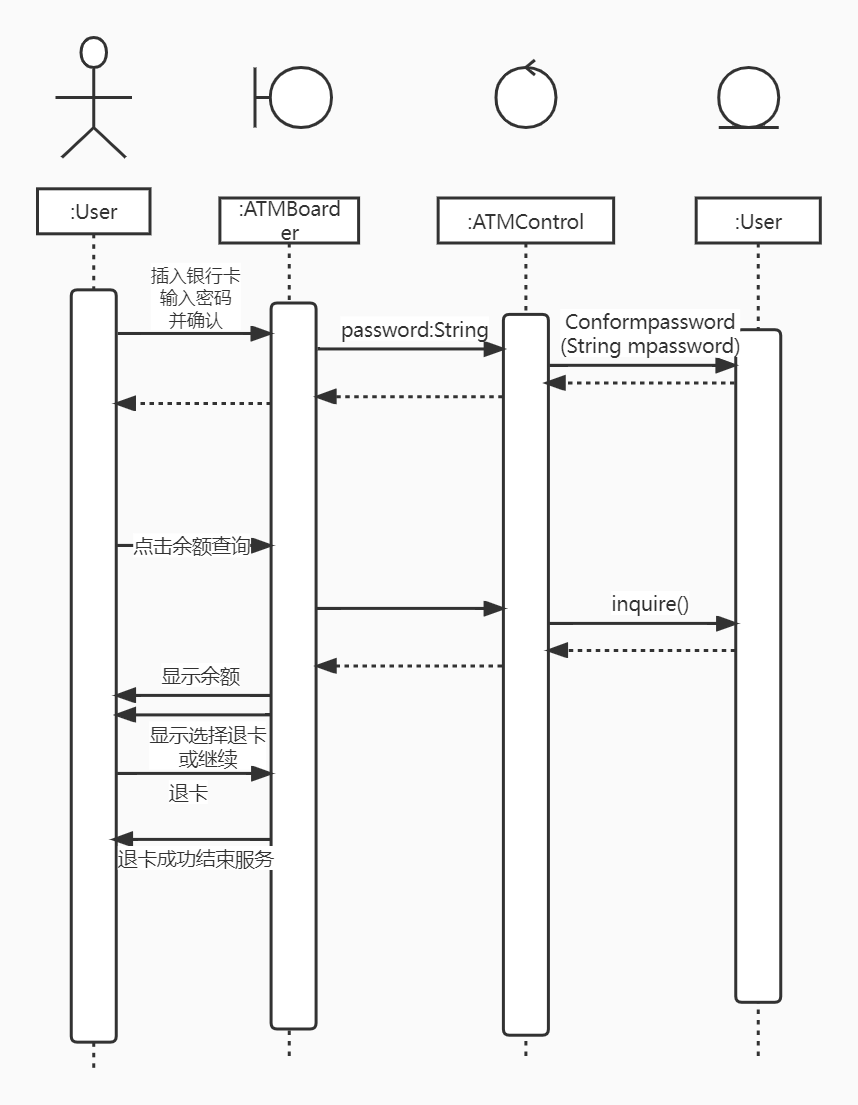 :User
:ATMBoard
er
:ATMControl
:User
插入银行卡
输入密码
并确认
password:String
Conformpassword
(String mpassword)
点击余额查询
inquire()
显示余额
显示选择退卡
或继续
退卡
退卡成功结束服务